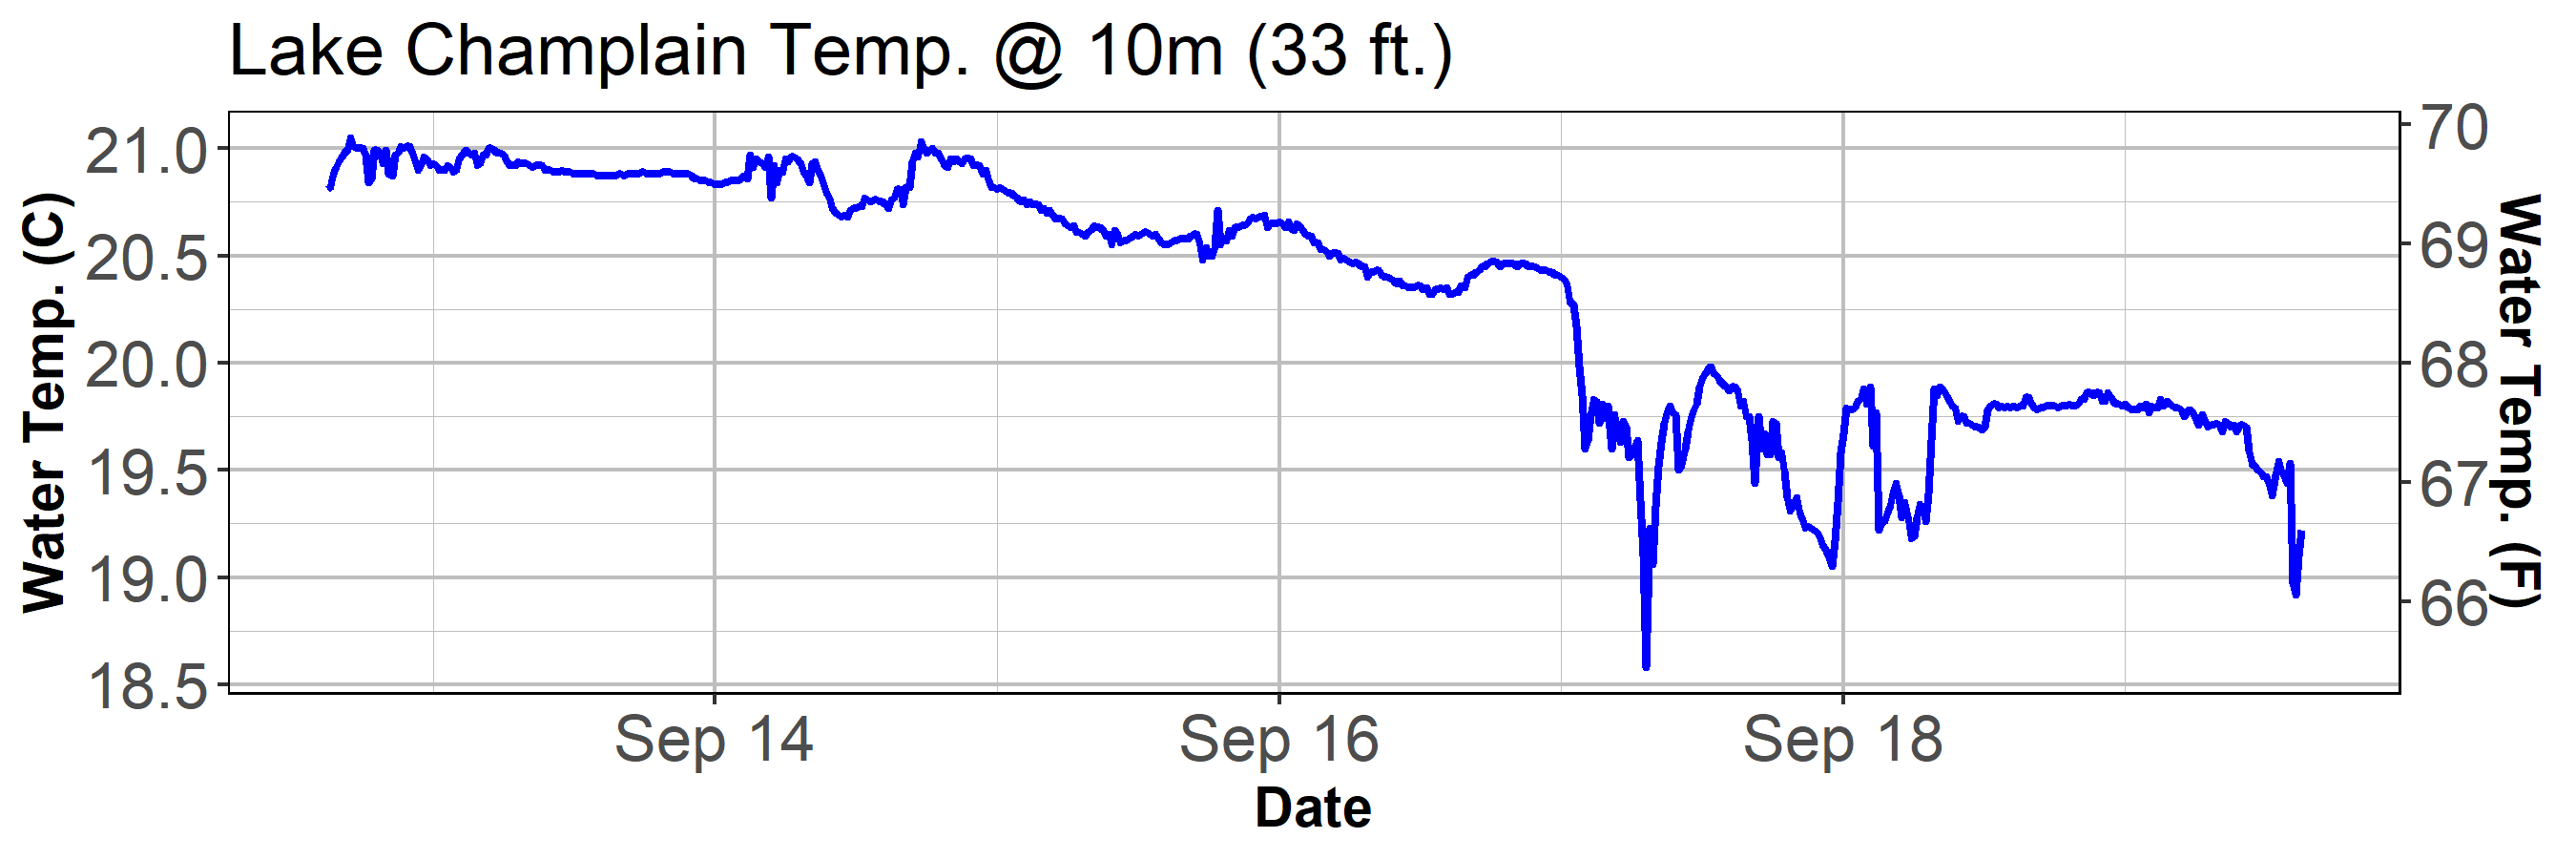 Lake Champlain Temp. @ 10m (33 ft.)
Water Temp. (C)
21.0
20.5
20.0
19.5
19.0
18.5
70
69
68
67
66
Water Temp. (F)
Sep 14
Sep 16
Sep 18
Date